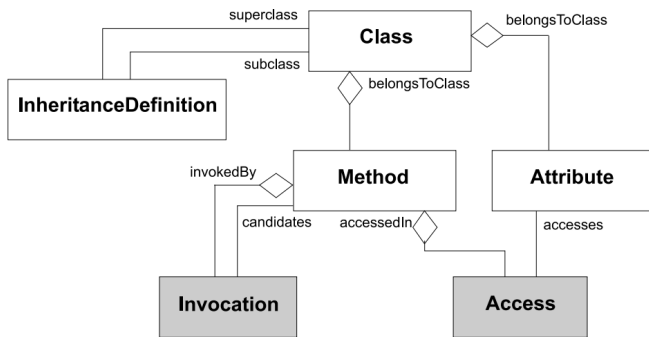 superclass
belongsToClass
Class
subclass
belongsToClass
InheritanceDefinition
invokedBy
Method
Attribute
candidates
accessedIn
accesses
Invocation
Access